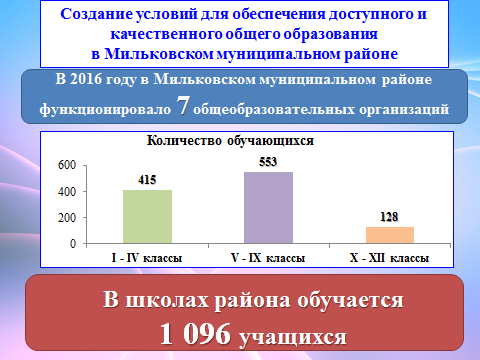 Создание условий для обеспечения доступного и
качественного общего образования
в Мильковском муниципальном районе
В 2016 году в Мильковском муниципальном районе
функционировало 7 общеобразовательных организаций
Количество обучающихся
600
400
200
0
415
553
128
I - IV классы
V - IX классы
X - XII классы
В школах района обучается
1 096 учащихся